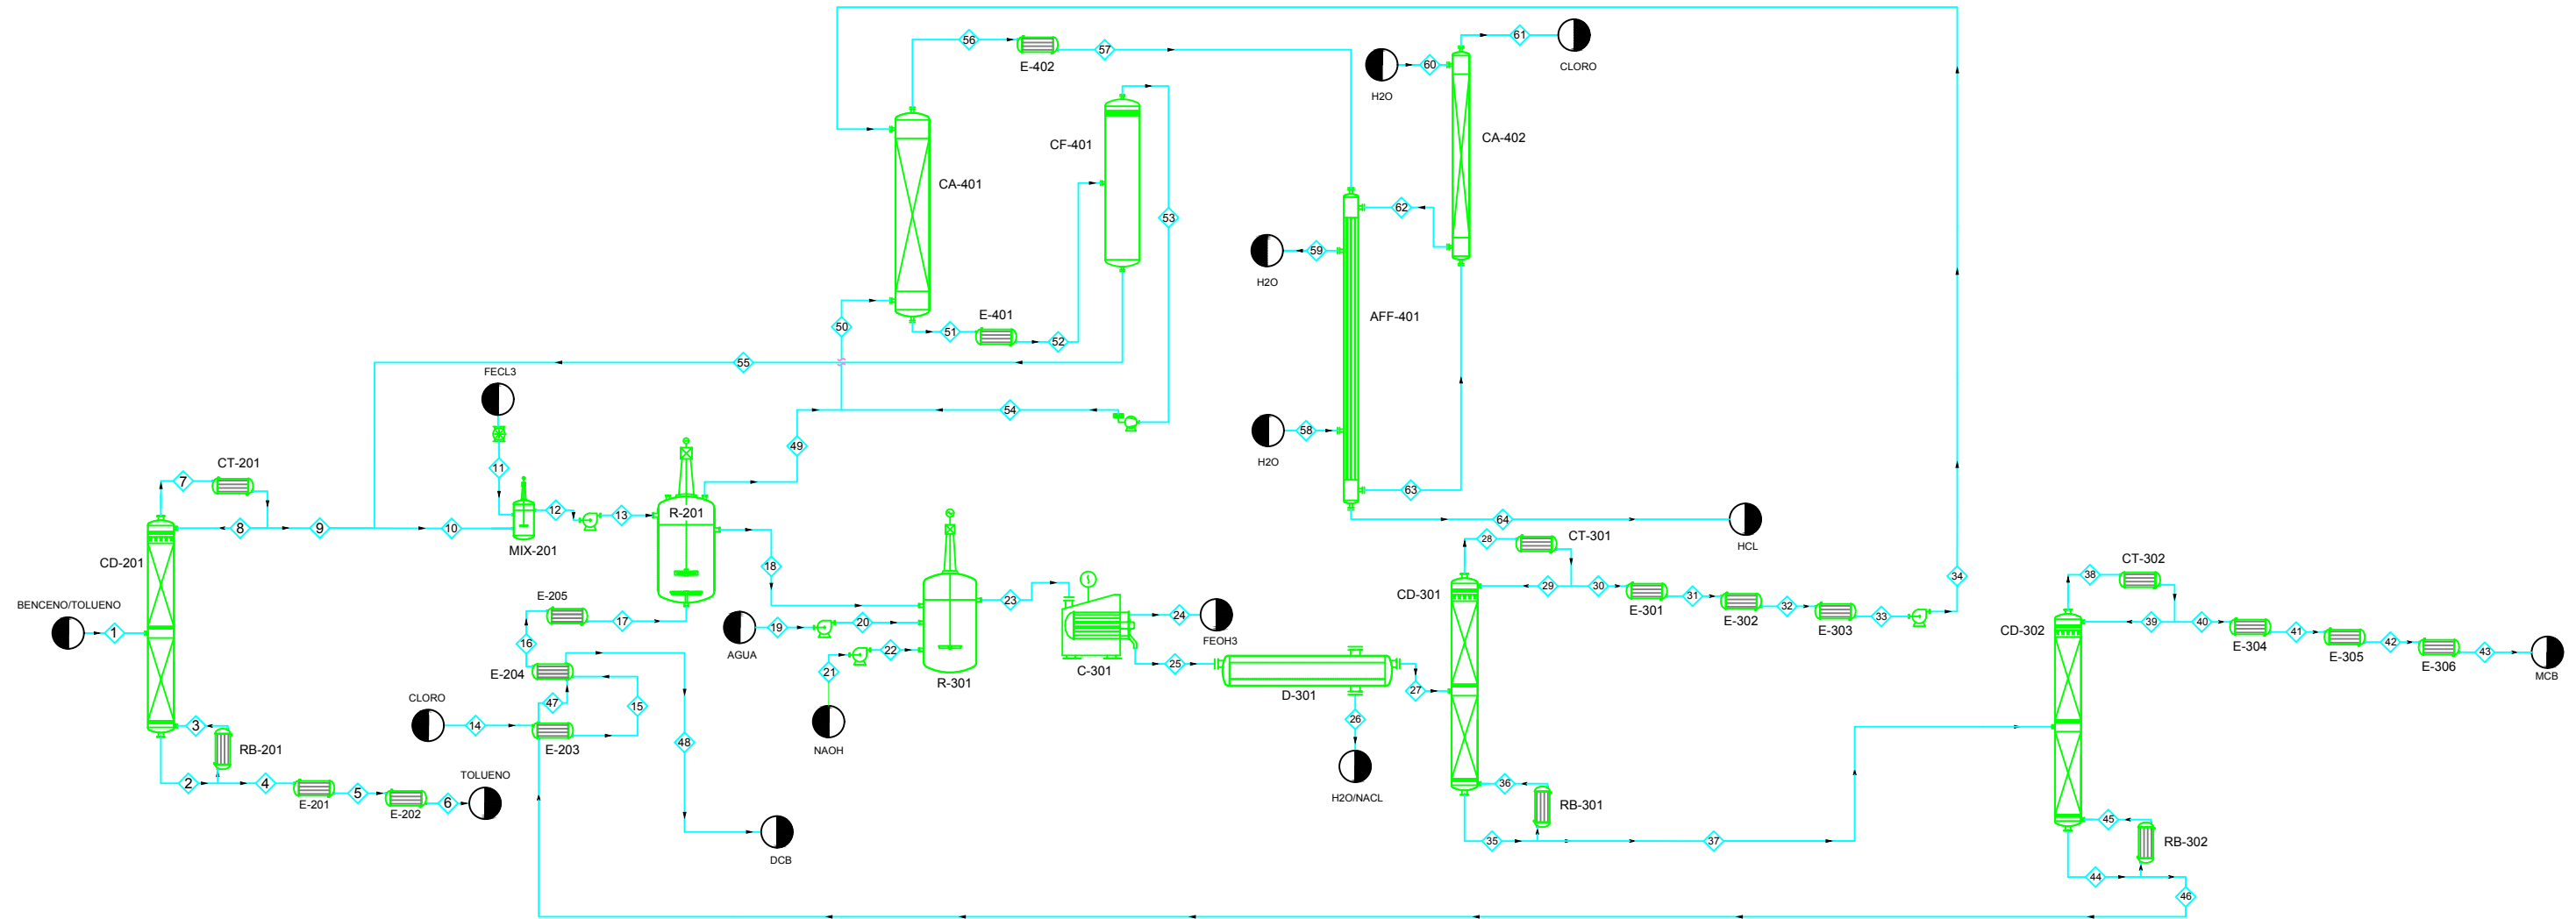 56
57
E-402
61
CLORO
60
H2O
CA-402
CF-401
CA-401
53
62
59
H2O
AFF-401
50
51
E-401
52
55
FECL3
54
58
H2O
49
11
CT-201
7
63
8
9
10
12
13
MIX-201
R-201
CD-201
64
HCL
28
CT-301
18
BENCENO/TOLUENO
1
E-205
16
17
23
CD-301
29
30
E-301
31
E-302
32
E-303
33
34
38
CT-302
CD-302
39
40
E-304
41
E-305
42
E-306
43
MCB
19
20
AGUA
21
22
NAOH
R-301
C-301
24
FEOH3
25
D-301
26
27
H2O/NACL
E-204
47
15
CLORO
14
E-203
48
DCB
3
RB-201
2
4
E-201
5
E-202
6
TOLUENO
36
RB-301
35
37
45
RB-302
44
46